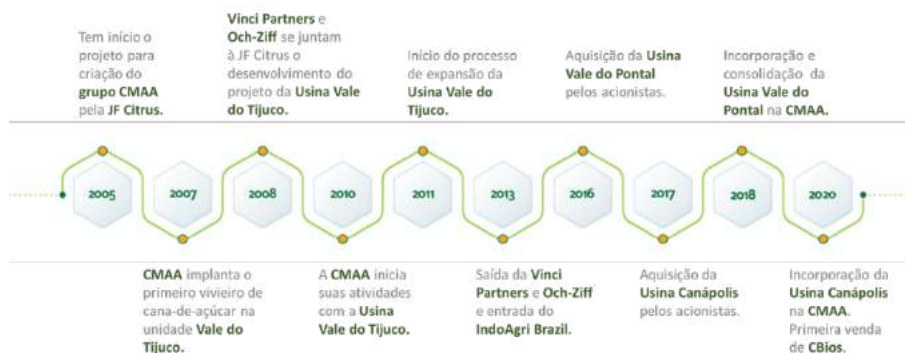 Tem início o
projeto para
criação do
grupo CMAA
pela JF Citrus.
Vinci Partners e
Och-Ziff se juntam
à JF Citrus o
desenvolvimento do
projeto da Usina Vale
do Tijuco.
Início do processo
de expansão da
Usina Vale do
Tijuco.
Aquisição da Usina
Vale do Pontal
pelos acionistas.
Incorporação e
consolidação da
Usina Vale do
Pontal na CMAA.
2005
2007
2008
2010
2011
2013
2016
2017
2018
2020
CMAA implanta o
primeiro vivieiro de
cana-de-açúcar na
unidade Vale do
Tijuco.
A CMAA inicia
suas atividades
com a Usina
Vale do Tijuco.
Saída da Vinci
Partners e Och-Ziff
e entrada do
IndoAgri Brazil.
Aquisição da
Usina Canápolis
pelos acionistas.
Incorporação da
Usina Canápolis
na CMAA.
Primeira venda
de CBios.